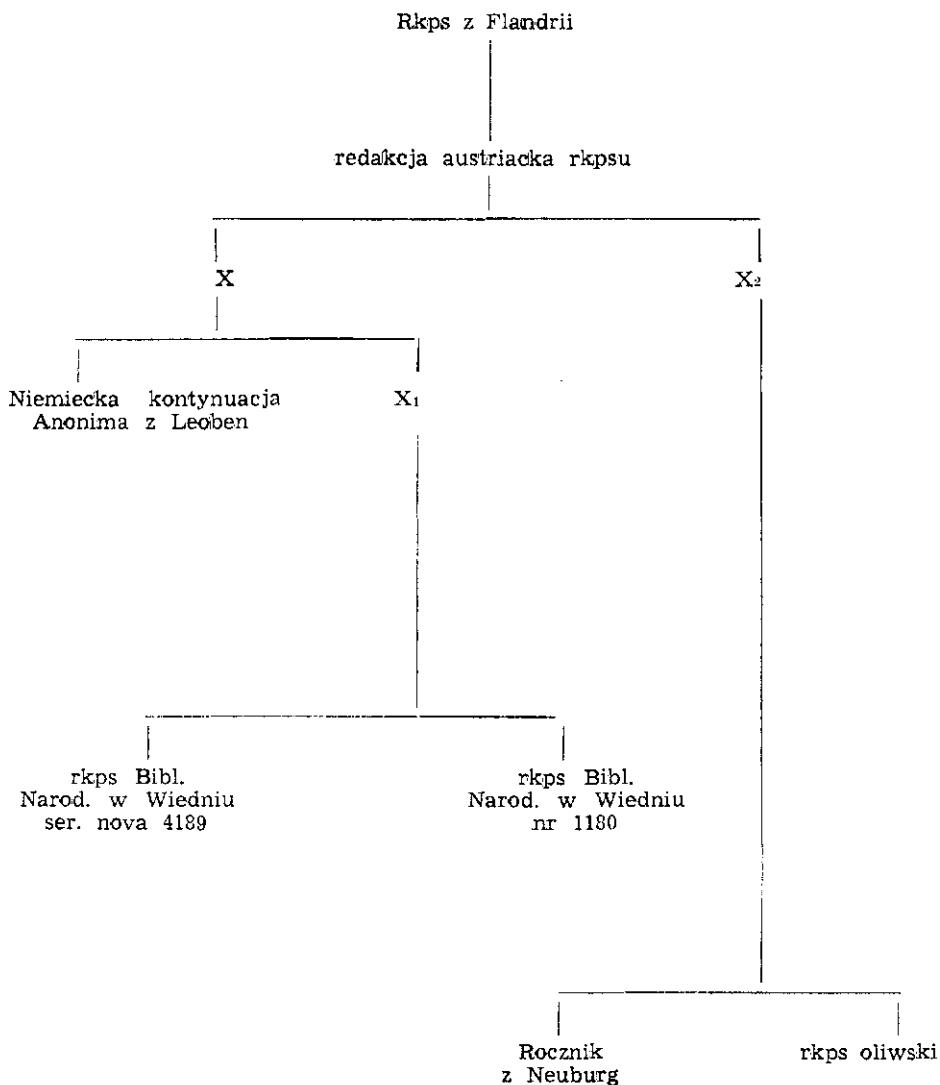 Rkps z Flandrii
redakcja austriacka rkpsu
X
X₂
Niemiecka kontynuacja
Anonima z Leoben
X₁
rkps Bibl.
Narod. w Wiedniu
ser. nova 4189
rkps Bibl.
Narod. w Wiedniu
nr 1180
Rocznik
z Neuburg
rkps oliwski